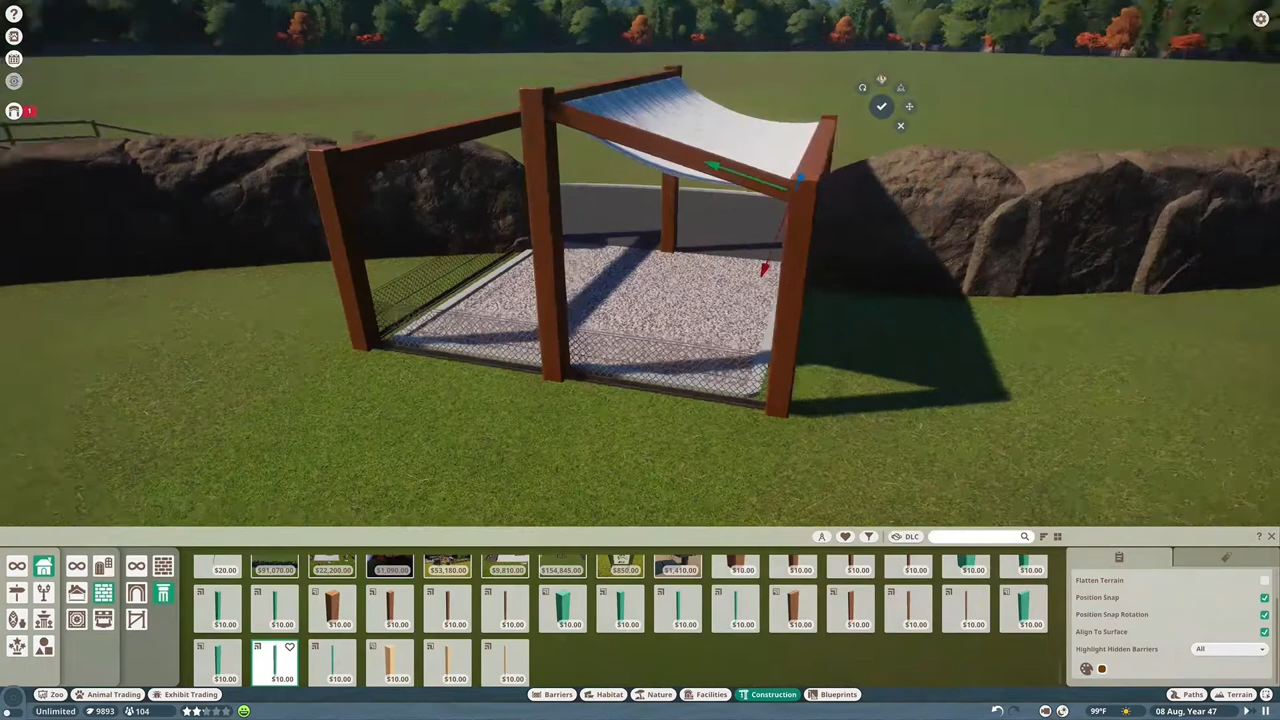 ?
1
DLC
?
$20.00 $91,070.00 $22,200.00 $1,090.00 $53,180.00 $9,810.00 $154,845.00 $850.00 $1,410.00 $10.00 $10.00 $10.00 $10.00 $10.00 $10.00
$10.00 $10.00 $10.00 $10.00 $10.00 $10.00 $10.00 $10.00 $10.00 $10.00 $10.00 $10.00 $10.00 $10.00 $10.00
$10.00 $10.00 $10.00 $10.00 $10.00 $10.00
Flatten Terrain
Position Snap
Position Snap Rotation
Align To Surface
Highlight Hidden Barriers All
Zoo Animal Trading Exhibit Trading Barriers Habitat Nature Facilities Construction Blueprints Paths Terrain
Unlimited 9893 104 99°F 08 Aug, Year 47